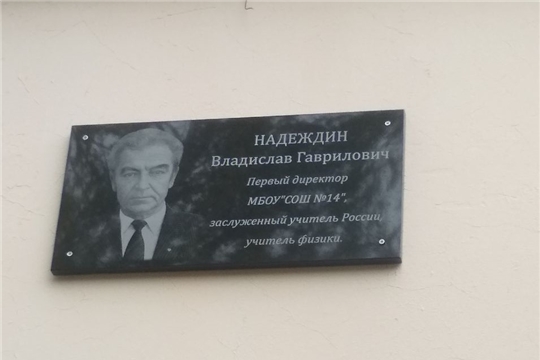 НАДЕЖДИН
Владислав Гаврилович
Первый директор
МБОУ"СОШ №14",
заслуженный учитель России,
учитель физики.